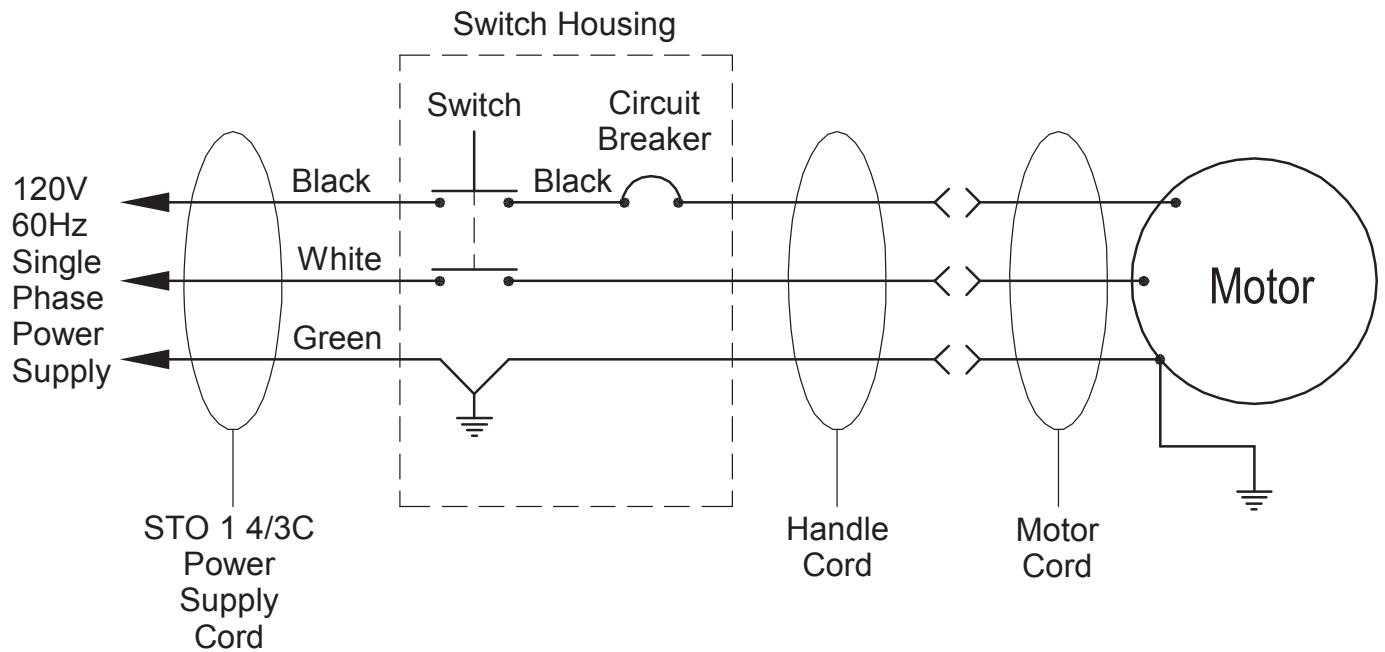 Switch Housing
Switch
Circuit
Breaker
Black
Black
120V
60Hz
Single
Phase
Power
Supply
White
Green
Motor
STO 1 4/3C
Power
Supply
Cord
Handle
Cord
Motor
Cord